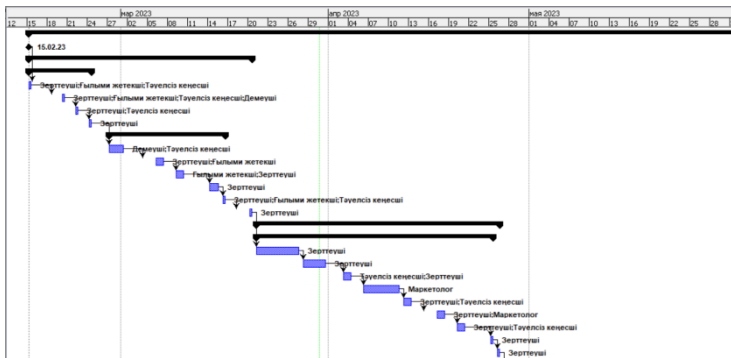 нар 2023 апр 2023 мая 2023
12 15 18 21 24 27 02 05 08 11 14 17 20 23 26 29 01 04 07 10 13 16 19 22 25 28 01 04 07 10 13 16 19 22 25 28
15.02.23
Зерттеуші;Ғылыми жетекші;Тәуелсіз кеңесші
Зерттеуші;Ғылыми жетекші;Тәуелсіз кеңесші;Демеуші
Зерттеуші;Тәуелсіз кеңесші
Зерттеуші
Демеуші;Тәуелсіз кеңесші
Зерттеуші;Ғылыми жетекші
Ғылыми жетекші;Зерттеуші
Зерттеуші
Зерттеуші;Ғылыми жетекші;Тәуелсіз кеңесші
Зерттеуші
Зерттеуші
Зерттеуші
Тәуелсіз кеңесші;Зерттеуші
Маркетолог
Зерттеуші;Тәуелсіз кеңесші
Зерттеуші;Маркетолог
Зерттеуші;Тәуелсіз кеңесші
Зерттеуші
Зерттеуші